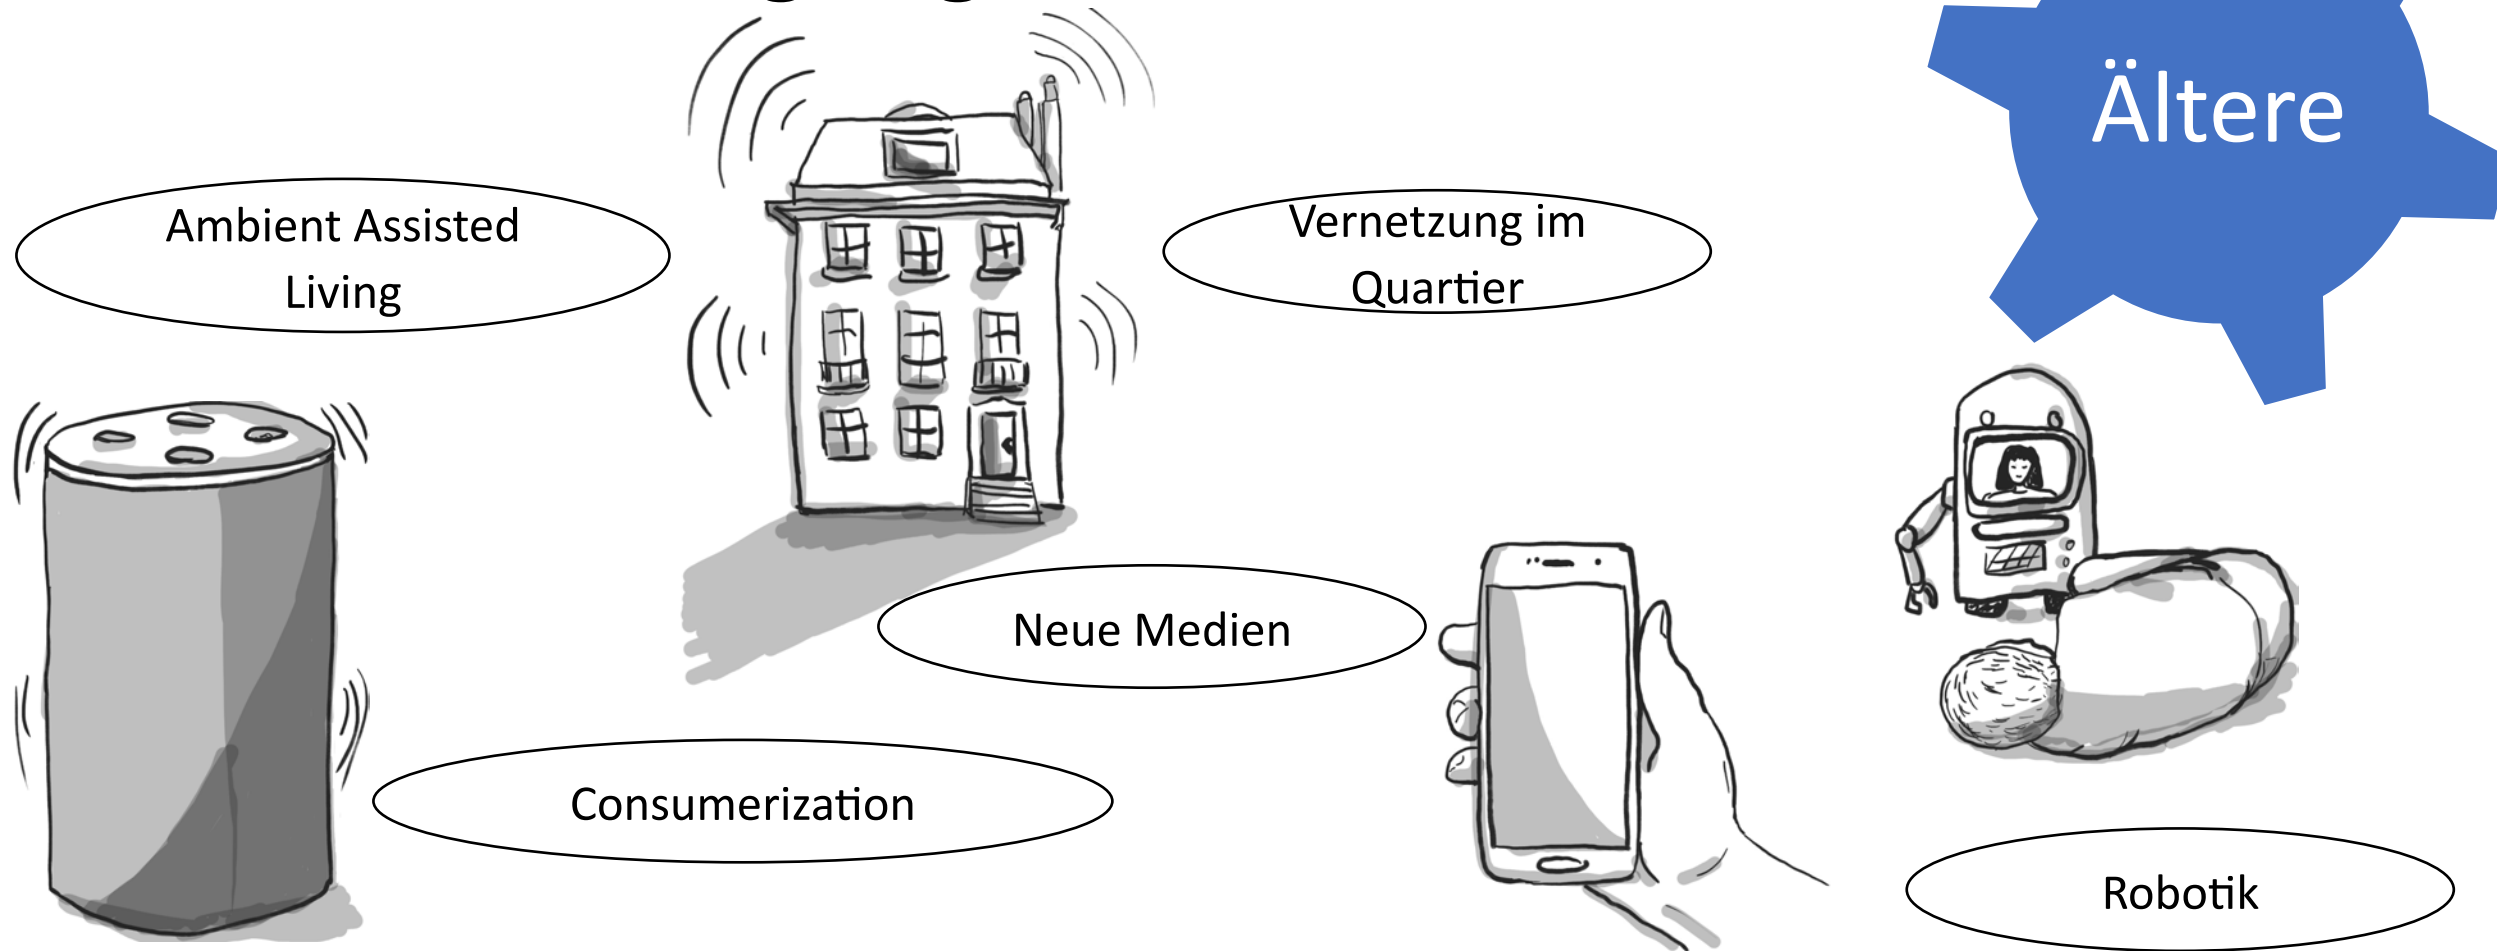 Ältere
Ambient Assisted
Living
Vernetzung im
Quartier
Neue Medien
Consumerization
Robotik